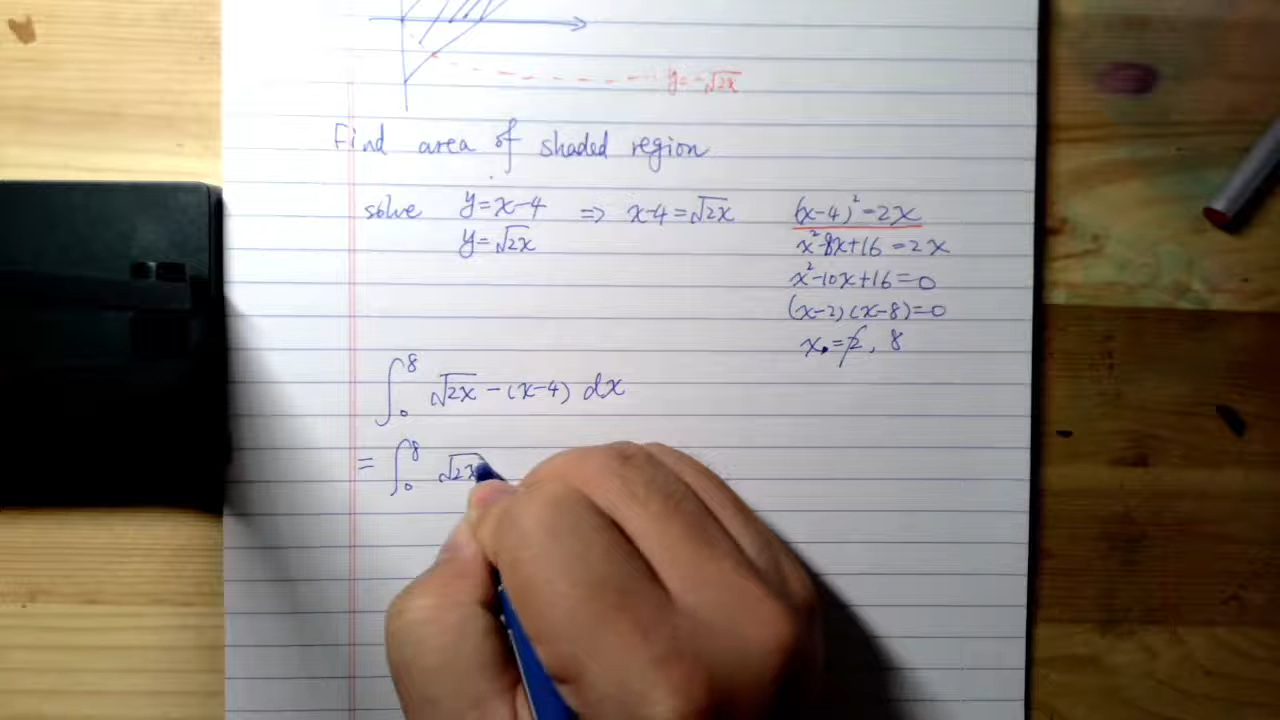 y=-√2x
Find area of shaded region
solve y=x-4 => x-4=√2x (x-4)²=2x
y=√2x x²-8x+16=2x
x²-10x+16=0
(x-2)(x-8)=0
x=2, 8
∫₀⁸ √2x -(x-4) dx
= ∫₀⁸ √2x